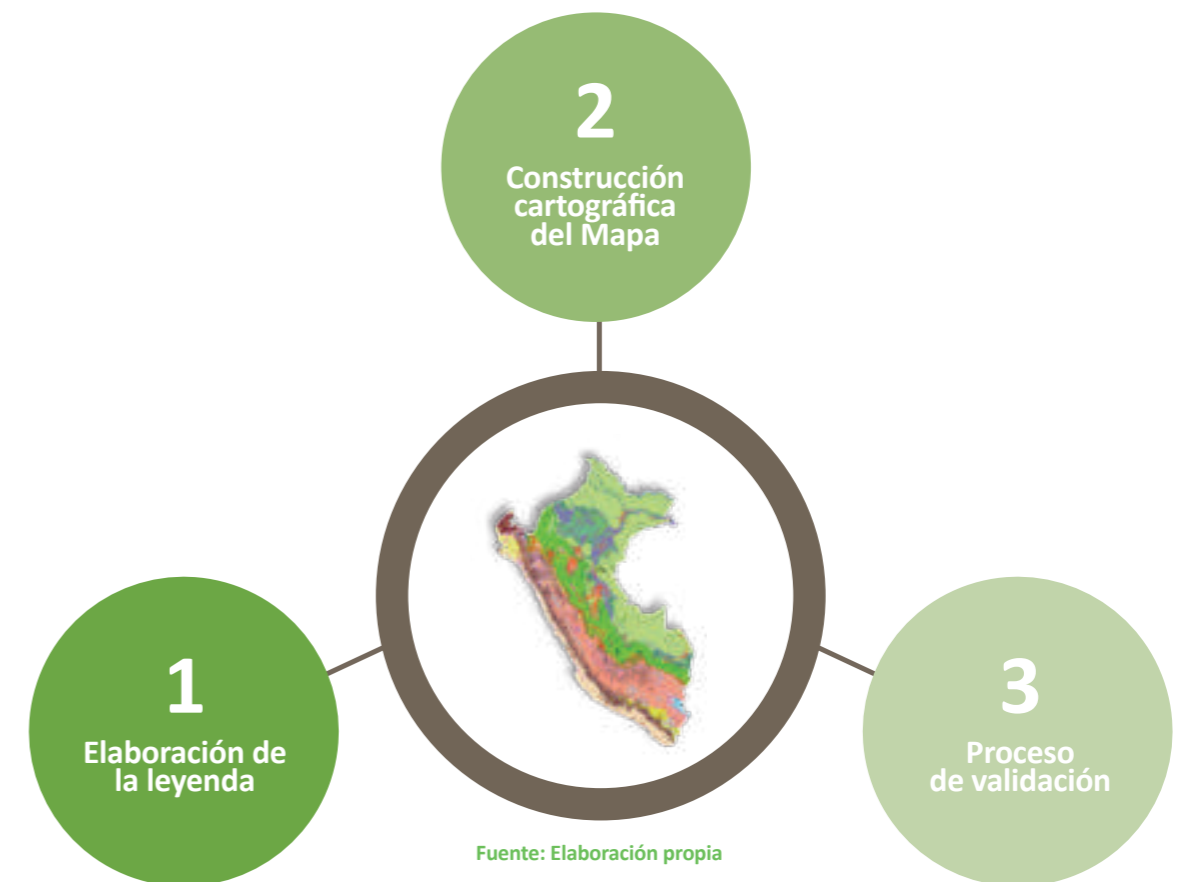 1
Elaboración de
la leyenda
2
Construcción
cartográfica
del Mapa
3
Proceso
de validación
Fuente: Elaboración propia